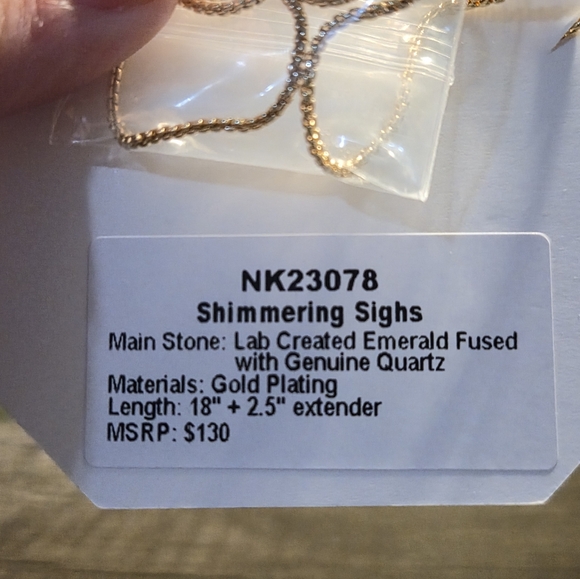 NK23078
Shimmering Sighs
Main Stone: Lab Created Emerald Fused
with Genuine Quartz
Materials: Gold Plating
Length: 18" + 2.5" extender
MSRP: $130